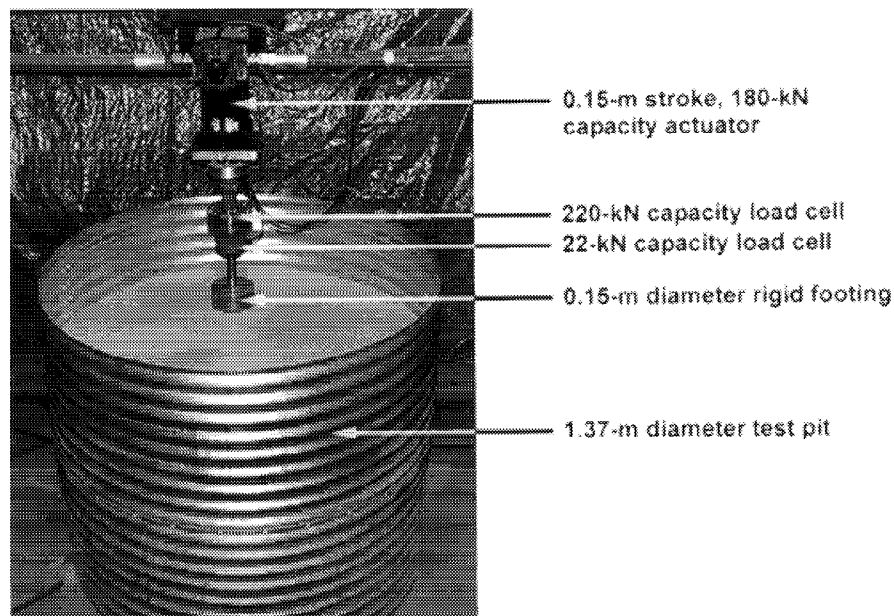 0.15-m stroke, 180-kN
capacity actuator
220-kN capacity load cell
22-kN capacity load cell
0.15-m diameter rigid footing
1.37-m diameter test pit